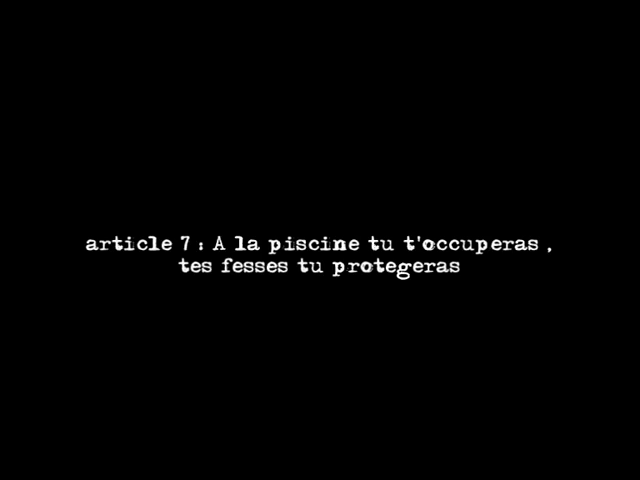 article 7 : A la piscine tu t'occuperas ,
tes fesses tu protegeras